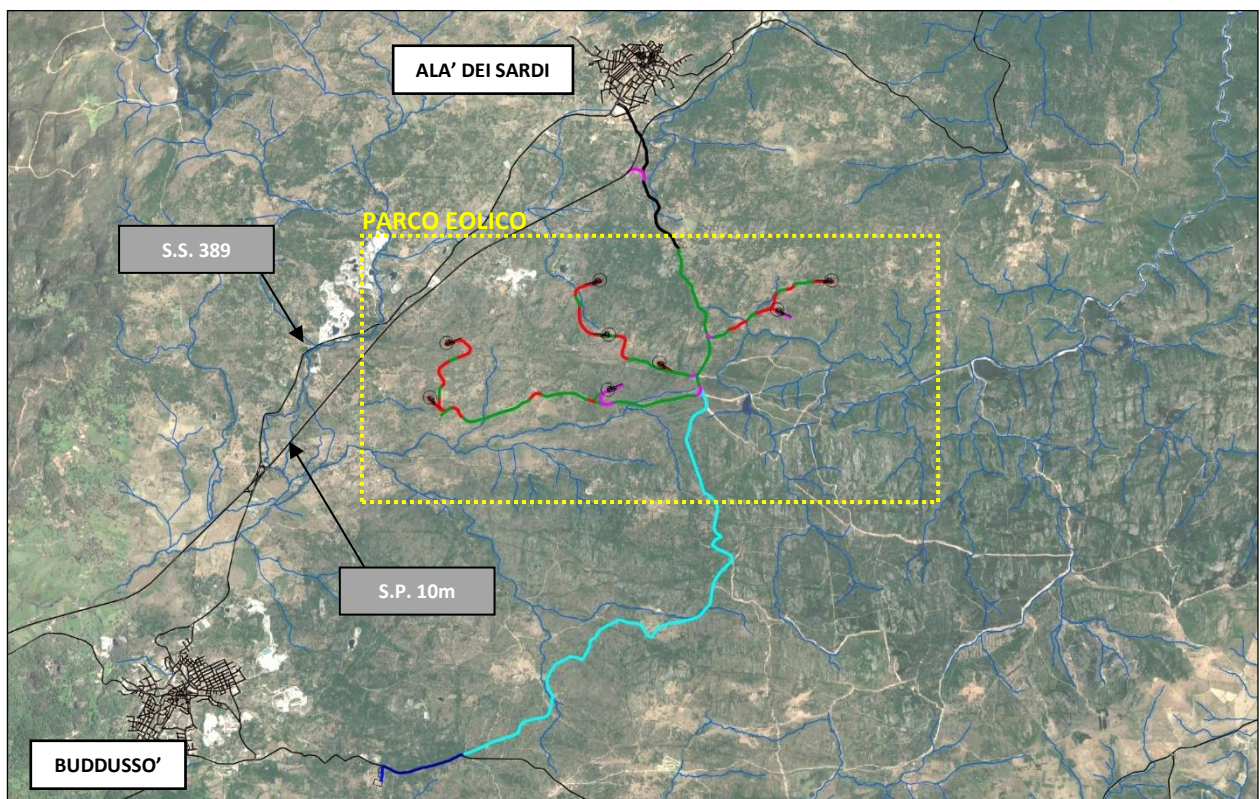 ALA’ DEI SARDI
PARCO EOLICO
S.S. 389
S.P. 10m
BUDDUSSO’